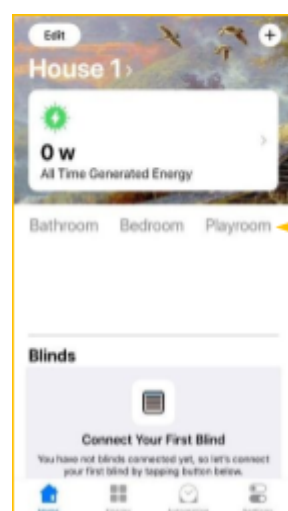 Edit
+
House 1 >
0 w
All Time Generated Energy
Bathroom Bedroom Playroom
Blinds
Connect Your First Blind
You have not blinds connected yet, so let's connect
your first blind by tapping button below.